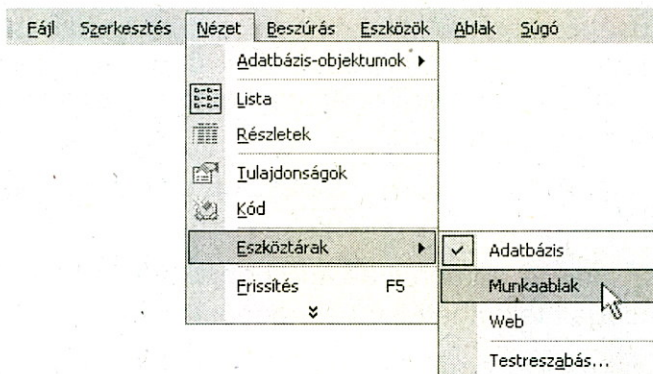 Fájl Szerkesztés Nézet Beszúrás Eszközök Ablak Súgó
Adatbázis-objektumok
Lista
Részletek
Tulajdonságok
Kód
Eszköztárak
Frissítés F5
Adatbázis
Munkaablak
Web
Testreszabás...